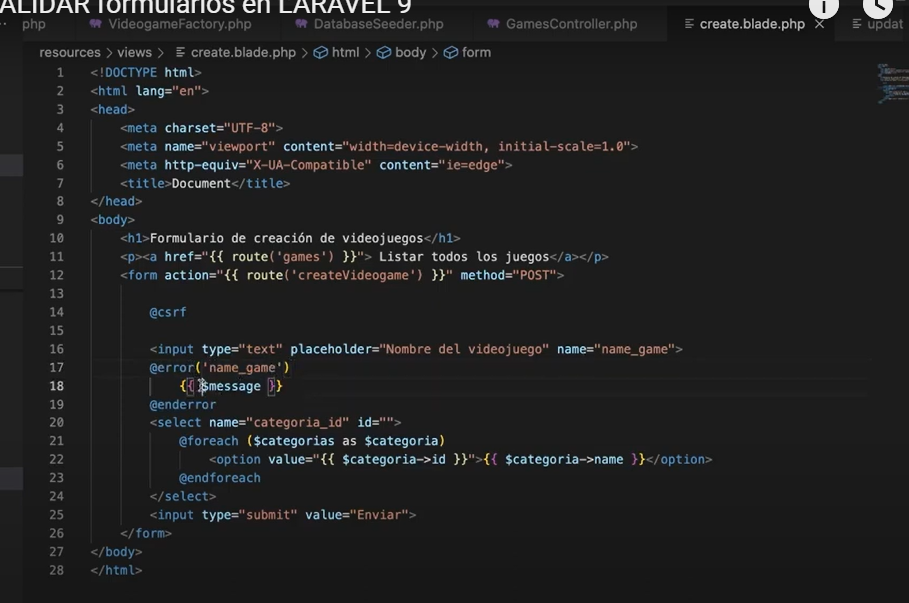 ALIDAR formularios en LARAVEL 9
php VideogameFactory.php DatabaseSeeder.php GamesController.php create.blade.php × updat
resources > views > create.blade.php > html > body > form
1 <!DOCTYPE html>
2 <html lang="en">
3 <head>
4 <meta charset="UTF-8">
5 <meta name="viewport" content="width=device-width, initial-scale=1.0">
6 <meta http-equiv="X-UA-Compatible" content="ie=edge">
7 <title>Document</title>
8 </head>
9 <body>
10 <h1>Formulario de creación de videojuegos</h1>
11 <p><a href="{{ route('games') }}"> Listar todos los juegos</a></p>
12 <form action="{{ route('createVideogame') }}" method="POST">
13
14 @csrf
15
16 <input type="text" placeholder="Nombre del videojuego" name="name_game">
17 @error('name_game')
18 {{ $message }}
19 @enderror
20 <select name="categoria_id" id="">
21 @foreach ($categorias as $categoria)
22 <option value="{{ $categoria->id }}">{{ $categoria->name }}</option>
23 @endforeach
24 </select>
25 <input type="submit" value="Enviar">
26 </form>
27 </body>
28 </html>